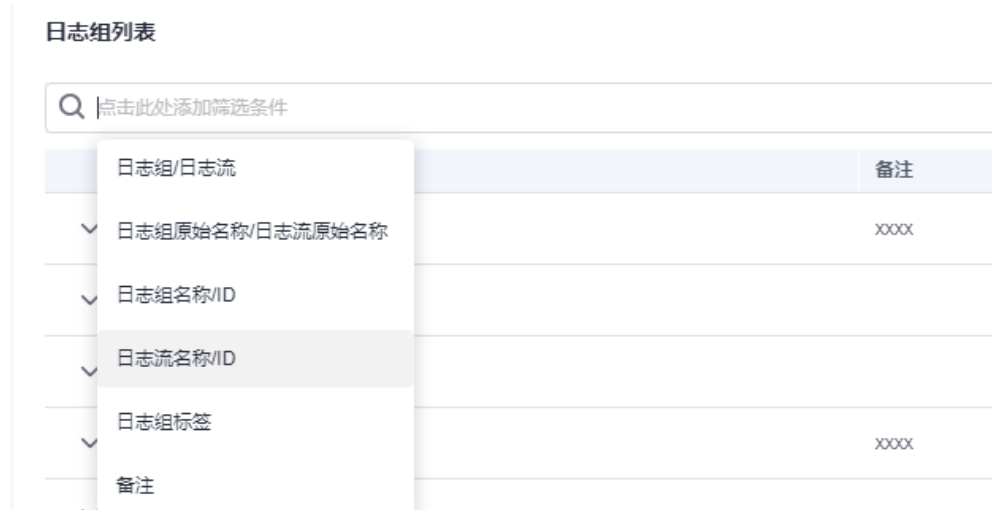 日志组列表
点击此处添加筛选条件
日志组/日志流
备注
日志组原始名称/日志流原始名称
xxxx
日志组名称/ID
日志流名称/ID
日志组标签
xxxx
备注